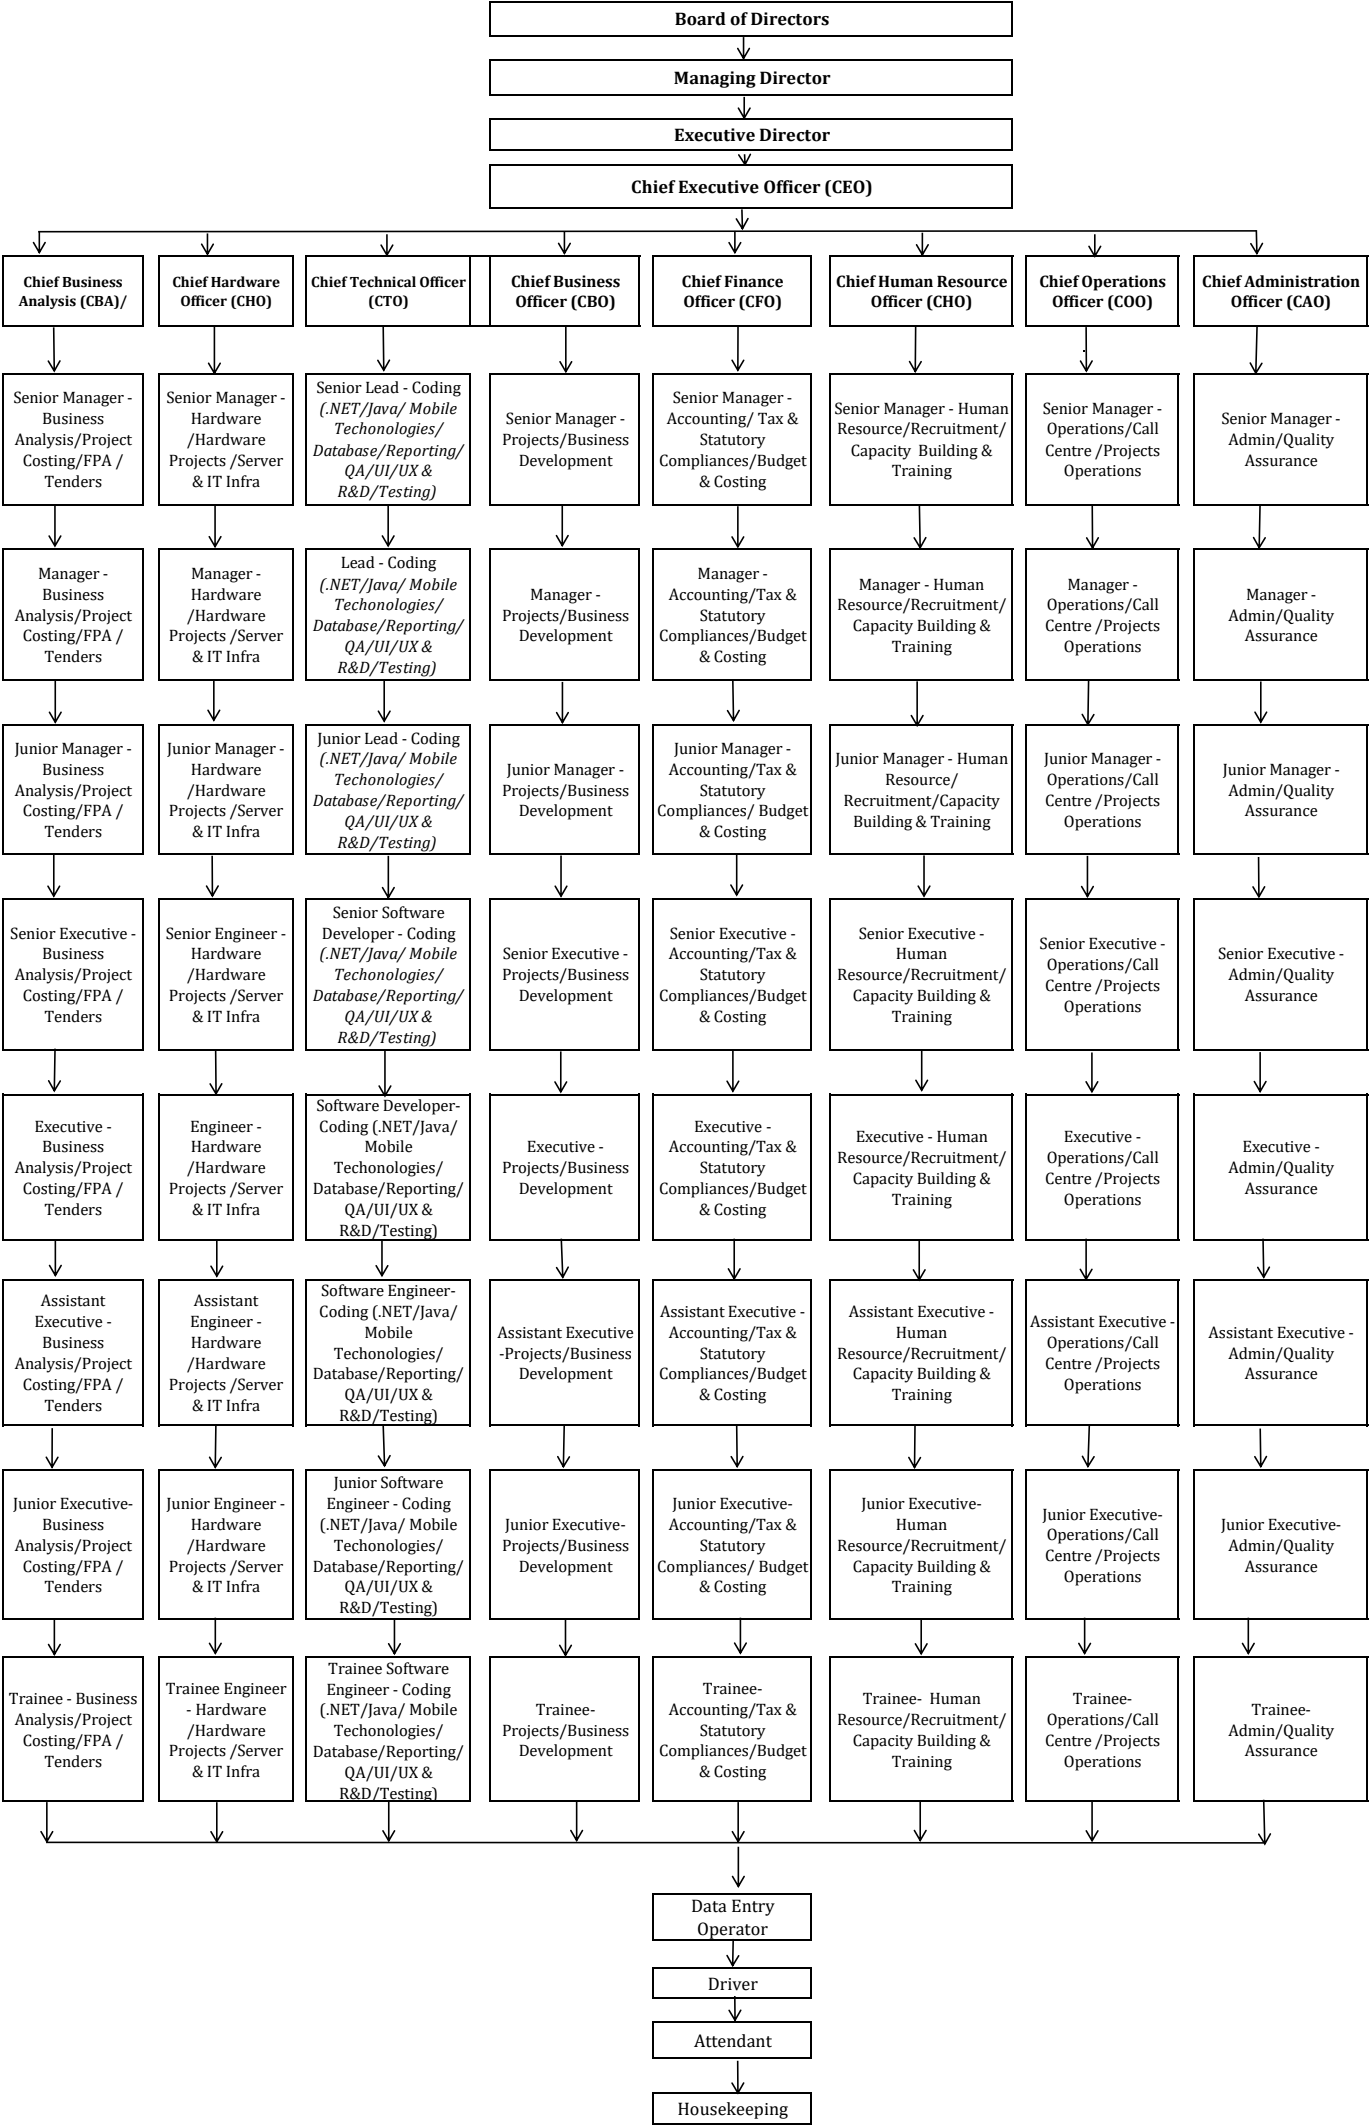 Board of Directors
Managing Director
Executive Director
Chief Executive Officer (CEO)
Chief Business
Analysis (CBA)/
Chief Hardware
Officer (CHO)
Chief Technical Officer
(CTO)
Chief Business
Officer (CBO)
Chief Finance
Officer (CFO)
Chief Human Resource
Officer (CHO)
Chief Operations
Officer (COO)
Chief Administration
Officer (CAO)
Senior Manager -
Business
Analysis/Project
Costing/FPA /
Tenders
Senior Manager -
Hardware
/Hardware
Projects /Server
& IT Infra
Senior Lead - Coding
(.NET/Java/ Mobile
Techonologies/
Database/Reporting/
QA/UI/UX &
R&D/Testing)
Senior Manager -
Projects/Business
Development
Senior Manager -
Accounting/ Tax &
Statutory
Compliances/Budget
& Costing
Senior Manager - Human
Resource/Recruitment/
Capacity  Building &
Training
Senior Manager -
Operations/Call
Centre /Projects
Operations
Senior Manager -
Admin/Quality
Assurance
Manager -
Business
Analysis/Project
Costing/FPA /
Tenders
Manager -
Hardware
/Hardware
Projects /Server
& IT Infra
Lead - Coding
(.NET/Java/ Mobile
Techonologies/
Database/Reporting/
QA/UI/UX &
R&D/Testing)
Manager -
Projects/Business
Development
Manager -
Accounting/Tax &
Statutory
Compliances/Budget
& Costing
Manager - Human
Resource/Recruitment/
Capacity Building &
Training
Manager -
Operations/Call
Centre /Projects
Operations
Manager -
Admin/Quality
Assurance
Junior Manager -
Business
Analysis/Project
Costing/FPA /
Tenders
Junior Manager -
Hardware
/Hardware
Projects /Server
& IT Infra
Junior Lead - Coding
(.NET/Java/ Mobile
Techonologies/
Database/Reporting/
QA/UI/UX &
R&D/Testing)
Junior Manager -
Projects/Business
Development
Junior Manager -
Accounting/Tax &
Statutory
Compliances/ Budget
& Costing
Junior Manager - Human
Resource/
Recruitment/Capacity
Building & Training
Junior Manager -
Operations/Call
Centre /Projects
Operations
Junior Manager -
Admin/Quality
Assurance
Senior Executive -
Business
Analysis/Project
Costing/FPA /
Tenders
Senior Engineer -
Hardware
/Hardware
Projects /Server
& IT Infra
Senior Software
Developer - Coding
(.NET/Java/ Mobile
Techonologies/
Database/Reporting/
QA/UI/UX &
R&D/Testing)
Senior Executive -
Projects/Business
Development
Senior Executive -
Accounting/Tax &
Statutory
Compliances/Budget
& Costing
Senior Executive -
Human
Resource/Recruitment/
Capacity Building &
Training
Senior Executive -
Operations/Call
Centre /Projects
Operations
Senior Executive -
Admin/Quality
Assurance
Executive -
Business
Analysis/Project
Costing/FPA /
Tenders
Engineer -
Hardware
/Hardware
Projects /Server
& IT Infra
Software Developer-
Coding (.NET/Java/
Mobile
Techonologies/
Database/Reporting/
QA/UI/UX &
R&D/Testing)
Executive -
Projects/Business
Development
Executive -
Accounting/Tax &
Statutory
Compliances/Budget
& Costing
Executive - Human
Resource/Recruitment/
Capacity Building &
Training
Executive -
Operations/Call
Centre /Projects
Operations
Executive -
Admin/Quality
Assurance
Assistant
Executive -
Business
Analysis/Project
Costing/FPA /
Tenders
Assistant
Engineer -
Hardware
/Hardware
Projects /Server
& IT Infra
Software Engineer-
Coding (.NET/Java/
Mobile
Techonologies/
Database/Reporting/
QA/UI/UX &
R&D/Testing)
Assistant Executive
-Projects/Business
Development
Assistant Executive -
Accounting/Tax &
Statutory
Compliances/Budget
& Costing
Assistant Executive -
Human
Resource/Recruitment/
Capacity Building &
Training
Assistant Executive -
Operations/Call
Centre /Projects
Operations
Assistant Executive -
Admin/Quality
Assurance
Junior Executive-
Business
Analysis/Project
Costing/FPA /
Tenders
Junior Engineer -
Hardware
/Hardware
Projects /Server
& IT Infra
Junior Software
Engineer - Coding
(.NET/Java/ Mobile
Techonologies/
Database/Reporting/
QA/UI/UX &
R&D/Testing)
Junior Executive-
Projects/Business
Development
Junior Executive-
Accounting/Tax &
Statutory
Compliances/ Budget
& Costing
Junior Executive-
Human
Resource/Recruitment/
Capacity Building &
Training
Junior Executive-
Operations/Call
Centre /Projects
Operations
Junior Executive-
Admin/Quality
Assurance
Trainee - Business
Analysis/Project
Costing/FPA /
Tenders
Trainee Engineer
- Hardware
/Hardware
Projects /Server
& IT Infra
Trainee Software
Engineer - Coding
(.NET/Java/ Mobile
Techonologies/
Database/Reporting/
QA/UI/UX &
R&D/Testing)
Trainee-
Projects/Business
Development
Trainee-
Accounting/Tax &
Statutory
Compliances/Budget
& Costing
Trainee-  Human
Resource/Recruitment/
Capacity Building &
Training
Trainee-
Operations/Call
Centre /Projects
Operations
Trainee-
Admin/Quality
Assurance
Data Entry
Operator
Driver
Attendant
Housekeeping